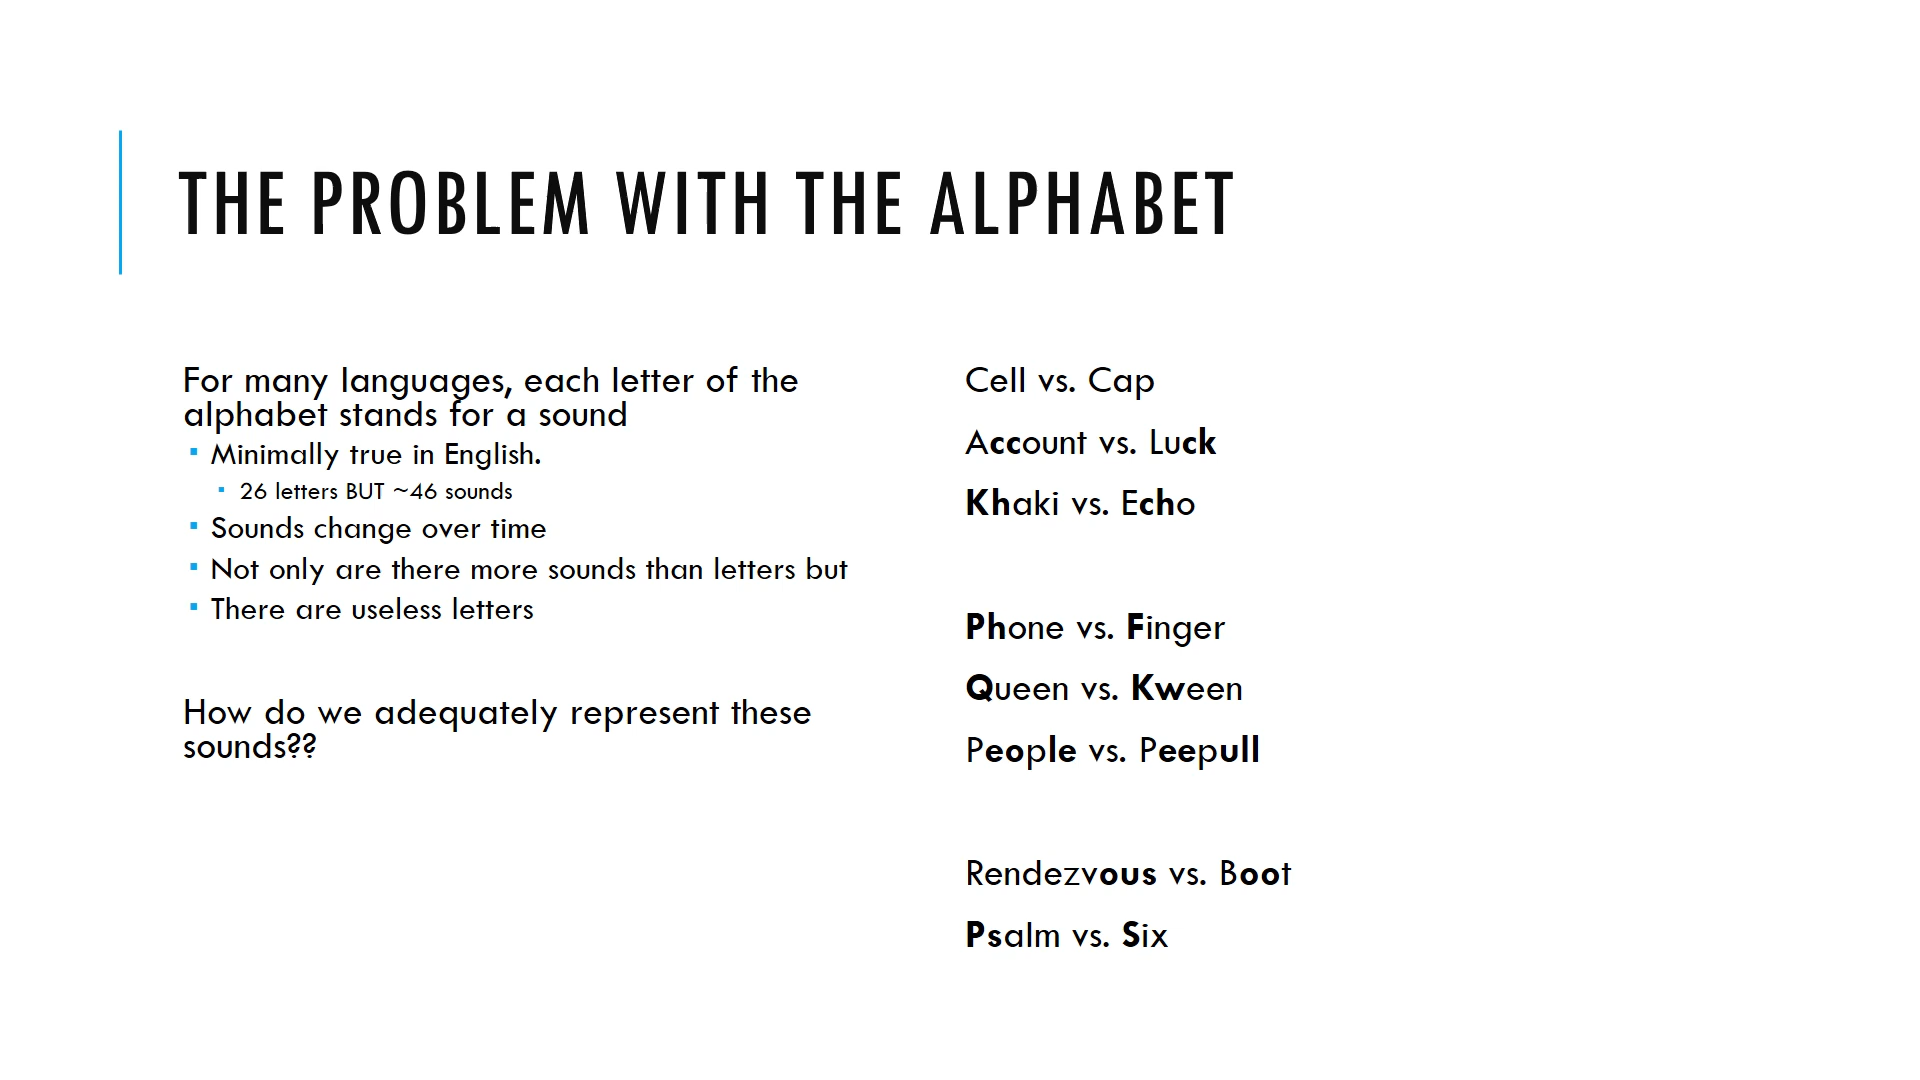 THE PROBLEM WITH THE ALPHABET
For many languages, each letter of the
alphabet stands for a sound
▪ Minimally true in English.
▪ 26 letters BUT ~46 sounds
▪ Sounds change over time
▪ Not only are there more sounds than letters but
▪ There are useless letters
How do we adequately represent these
sounds??
Cell vs. Cap
Account vs. Luck
Khaki vs. Echo
Phone vs. Finger
Queen vs. Kween
People vs. Peepull
Rendezvous vs. Boot
Psalm vs. Six